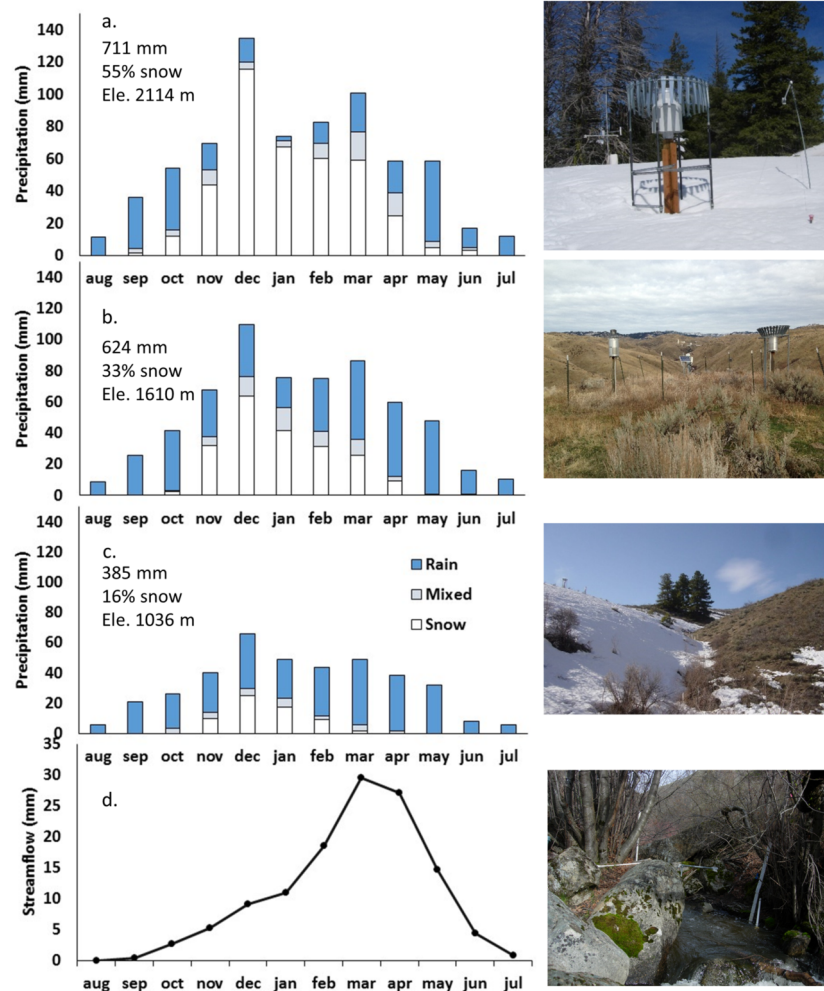 a.
711 mm
55% snow
Ele. 2114 m
Precipitation (mm)
140
120
100
80
60
40
20
0
aug sep oct nov dec jan feb mar apr may jun jul
b.
624 mm
33% snow
Ele. 1610 m
Precipitation (mm)
140
120
100
80
60
40
20
0
aug sep oct nov dec jan feb mar apr may jun jul
c.
385 mm
16% snow
Ele. 1036 m
Rain
Mixed
Snow
Precipitation (mm)
140
120
100
80
60
40
20
0
aug sep oct nov dec jan feb mar apr may jun jul
d.
Streamflow (mm)
35
30
25
20
15
10
5
0
aug sep oct nov dec jan feb mar apr may jun jul